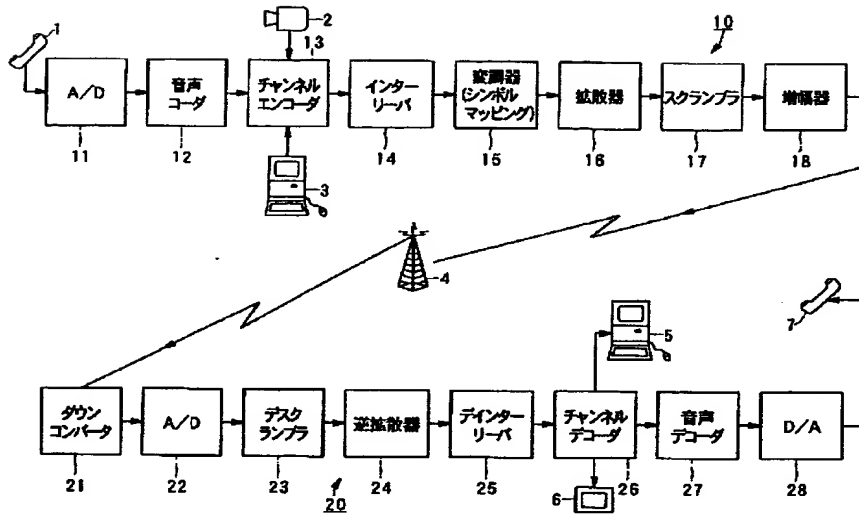 1
2
13
10
A/D
音声
コーダ
チャンネル
エンコーダ
インター
リーバ
変調器
(シンボル
マッピング)
拡散器
スクランブラ
増幅器
11
12
14
15
16
17
18
3
4
7
5
ダウン
コンバータ
A/D
デスク
ランブラ
逆拡散器
デインター
リーバ
チャンネル
デコーダ
音声
デコーダ
D/A
21
22
23
20
24
25
6
26
27
28